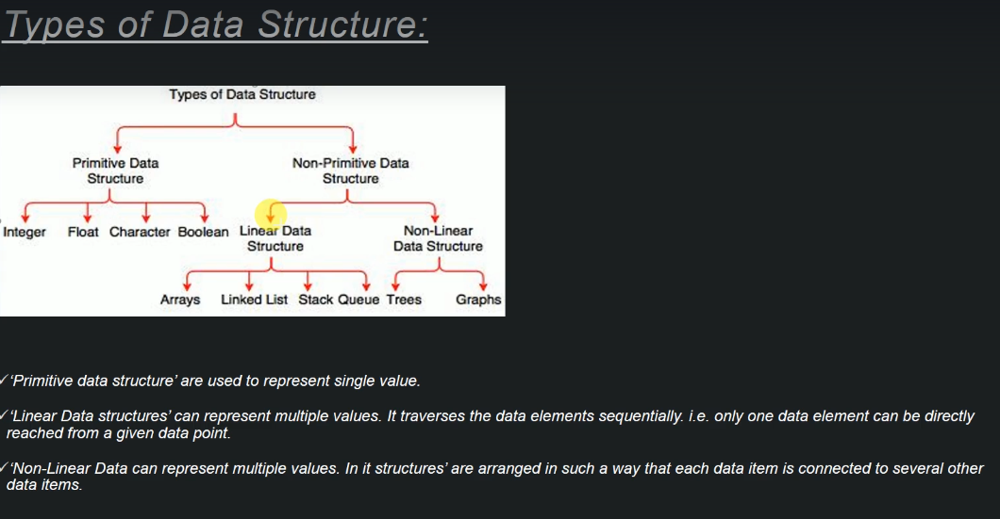 Types of Data Structure:
Types of Data Structure
Primitive Data
Structure
Non-Primitive Data
Structure
Integer Float Character Boolean Linear Data
Structure
Non-Linear
Data Structure
Arrays Linked List Stack Queue Trees Graphs
✓‘Primitive data structure’ are used to represent single value.
✓‘Linear Data structures’ can represent multiple values. It traverses the data elements sequentially. i.e. only one data element can be directly
reached from a given data point.
✓‘Non-Linear Data can represent multiple values. In it structures’ are arranged in such a way that each data item is connected to several other
data items.